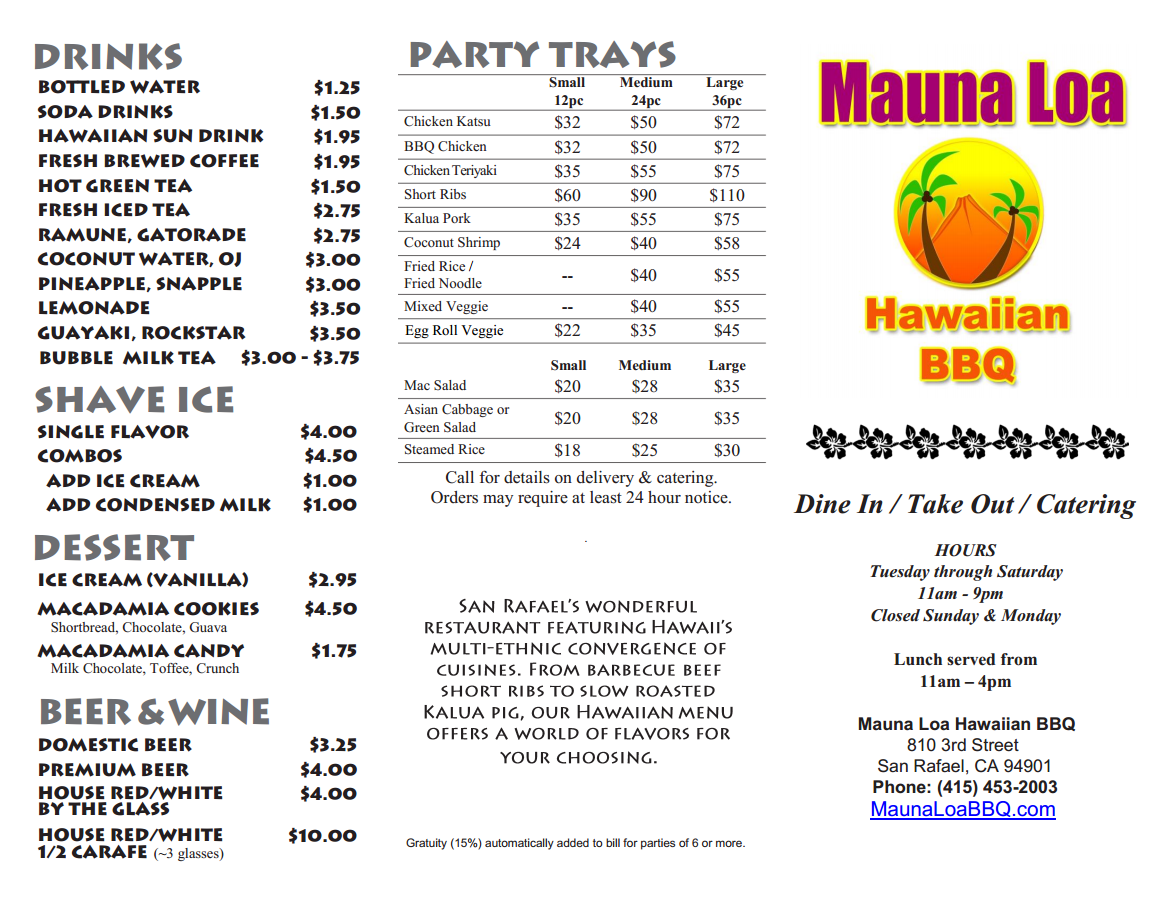 DRINKS
BOTTLED WATER $1.25
SODA DRINKS $1.50
HAWAIIAN SUN DRINK $1.95
FRESH BREWED COFFEE $1.95
HOT GREEN TEA $1.50
FRESH ICED TEA $2.75
RAMUNE, GATORADE $2.75
COCONUT WATER, OJ $3.00
PINEAPPLE, SNAPPLE $3.00
LEMONADE $3.50
GUAYAKI, ROCKSTAR $3.50
BUBBLE MILK TEA $3.00 - $3.75
SHAVE ICE
SINGLE FLAVOR $4.00
COMBOS $4.50
ADD ICE CREAM $1.00
ADD CONDENSED MILK $1.00
DESSERT
ICE CREAM (VANILLA) $2.95
MACADAMIA COOKIES $4.50
Shortbread, Chocolate, Guava
MACADAMIA CANDY $1.75
Milk Chocolate, Toffee, Crunch
BEER & WINE
DOMESTIC BEER $3.25
PREMIUM BEER $4.00
HOUSE RED/WHITE $4.00
BY THE GLASS
HOUSE RED/WHITE $10.00
1/2 CARAFE (~3 glasses)
PARTY TRAYS
Small Medium Large
12pc 24pc 36pc
Chicken Katsu $32 $50 $72
BBQ Chicken $32 $50 $72
Chicken Teriyaki $35 $55 $75
Short Ribs $60 $90 $110
Kalua Pork $35 $55 $75
Coconut Shrimp $24 $40 $58
Fried Rice /
Fried Noodle -- $40 $55
Mixed Veggie -- $40 $55
Egg Roll Veggie $22 $35 $45
Small Medium Large
Mac Salad $20 $28 $35
Asian Cabbage or
Green Salad $20 $28 $35
Steamed Rice $18 $25 $30
Call for details on delivery & catering.
Orders may require at least 24 hour notice.
.
SAN RAFAEL'S WONDERFUL
RESTAURANT FEATURING HAWAII'S
MULTI-ETHNIC CONVERGENCE OF
CUISINES. FROM BARBECUE BEEF
SHORT RIBS TO SLOW ROASTED
KALUA PIG, OUR HAWAIIAN MENU
OFFERS A WORLD OF FLAVORS FOR
YOUR CHOOSING.
Gratuity (15%) automatically added to bill for parties of 6 or more.
Mauna Loa
Hawaiian
BBQ
Dine In / Take Out / Catering
HOURS
Tuesday through Saturday
11am - 9pm
Closed Sunday & Monday
Lunch served from
11am – 4pm
Mauna Loa Hawaiian BBQ
810 3rd Street
San Rafael, CA 94901
Phone: (415) 453-2003
MaunaLoaBBQ.com